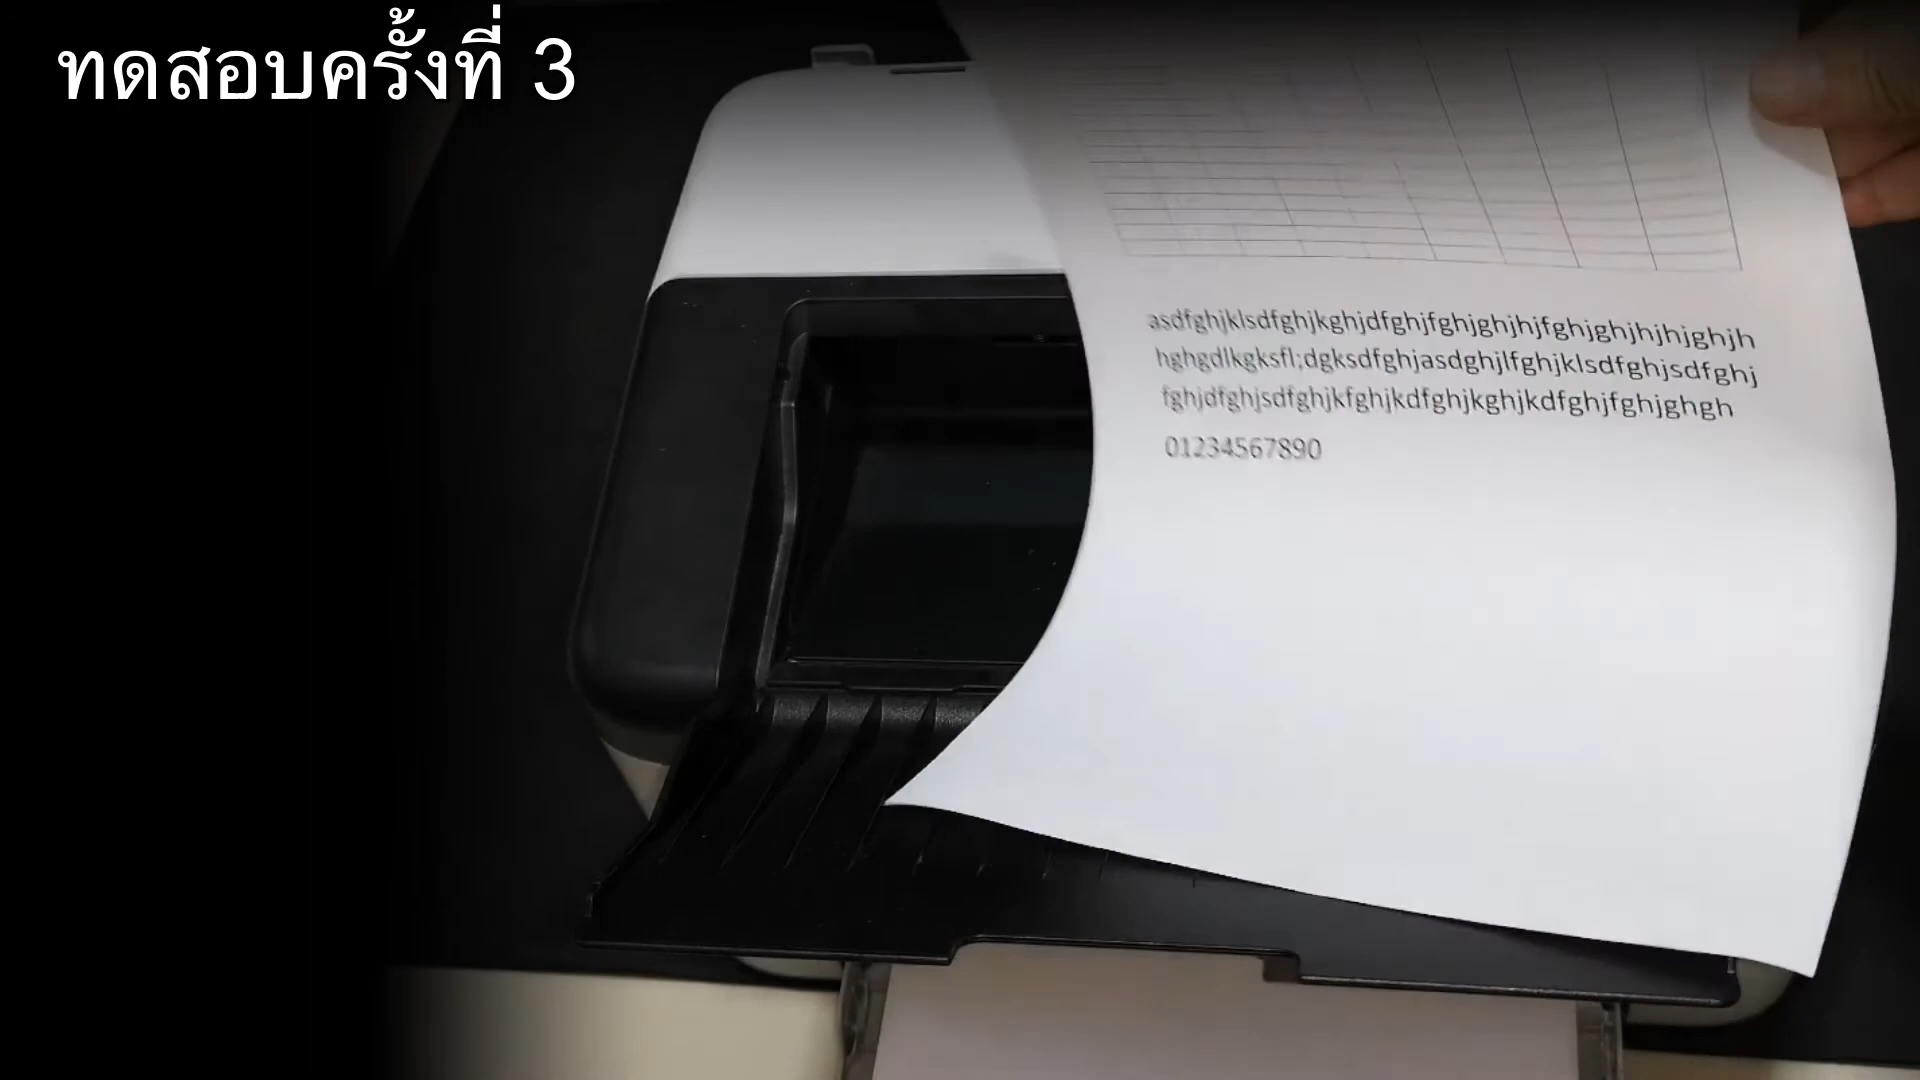 ทดสอบครั้งที่ 3
asdfghjklsdfghjkghjdfghjfghjghjhjfghjghjhjhjghjh
hghgdlkgksfl;dgksdfghjasdghjlfghjklsdfghjsdfghj
fghjdfghjsdfghjkfghjkdfghjkghjkdfghjfghjghgh
01234567890